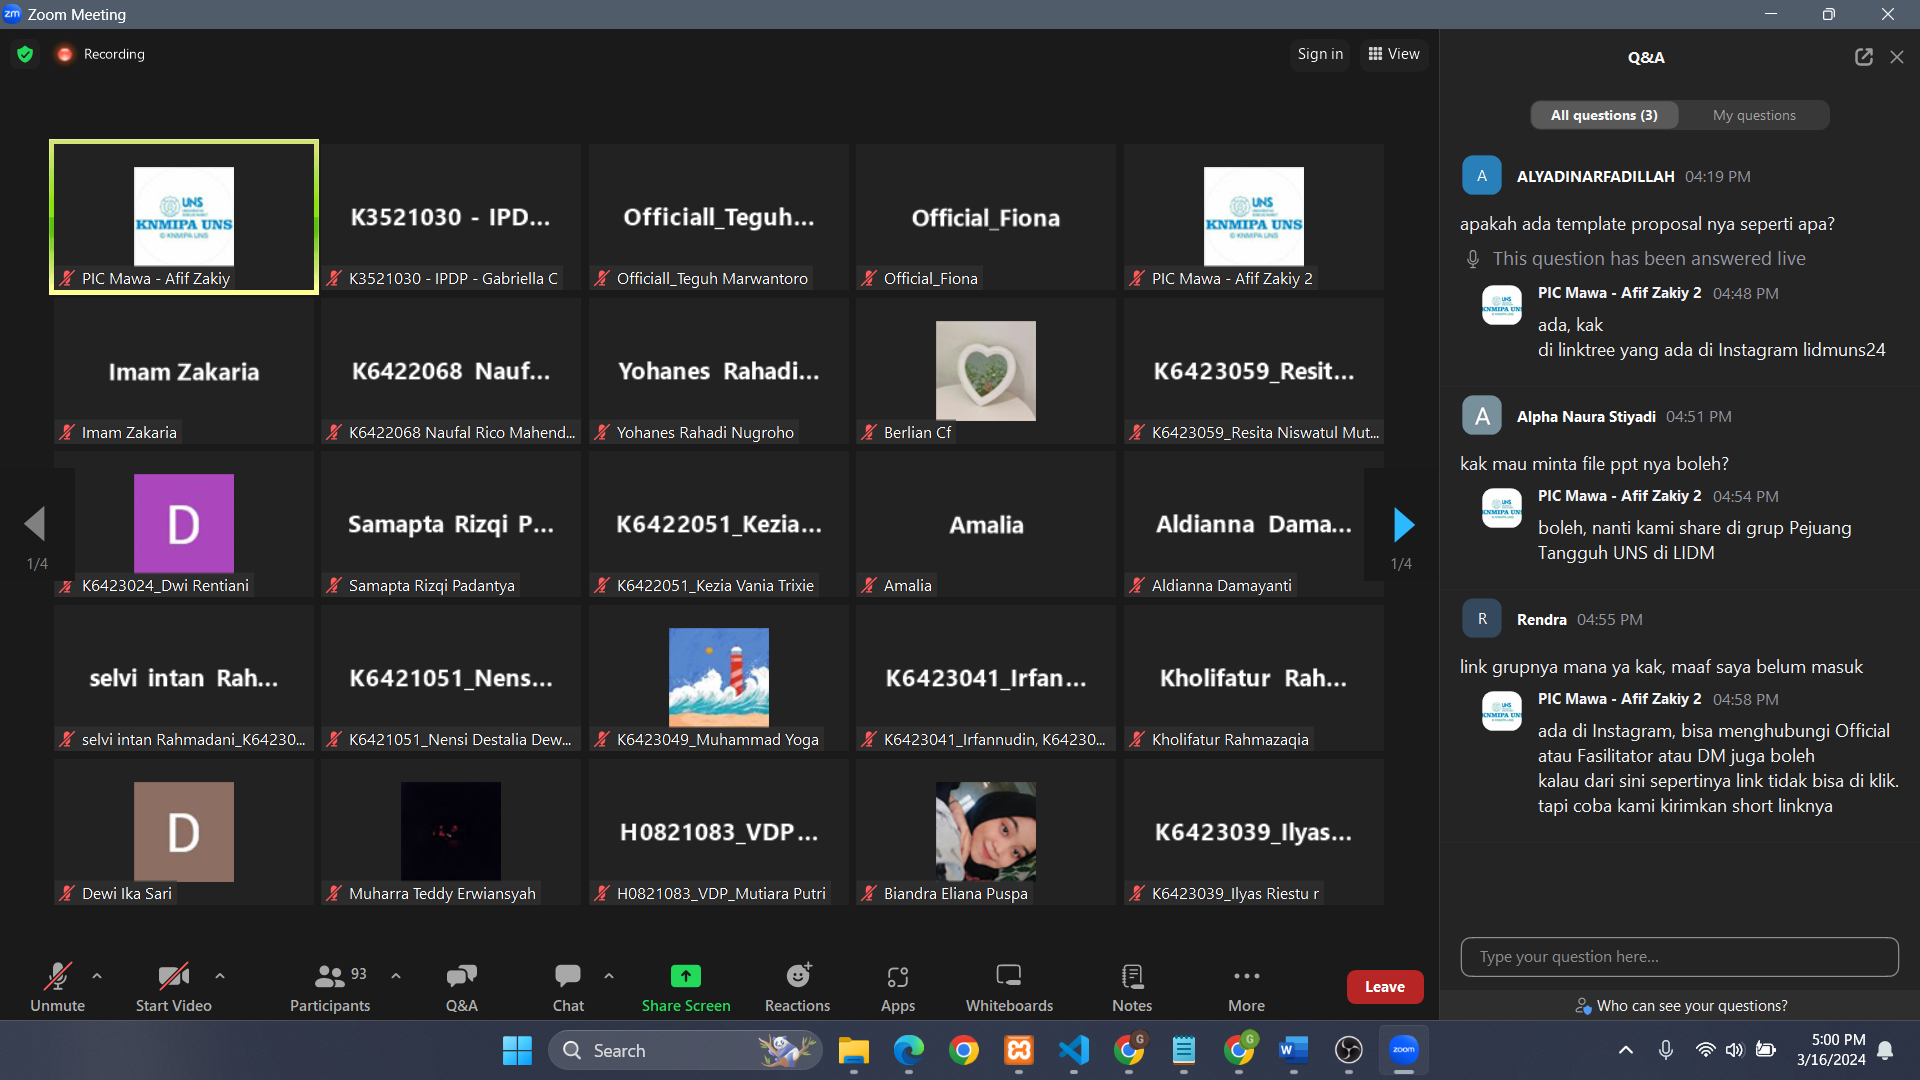 zm Zoom Meeting
Recording
Sign in
View
UNS
KNMIPA UNS
© KNMIPA UNS
PIC Mawa - Afif Zakiy
K3521030 - IPD...
K3521030 - IPDP - Gabriella C
Officiall_Teguh...
Officiall_Teguh Marwantoro
Official_Fiona
Official_Fiona
UNS
KNMIPA UNS
© KNMIPA UNS
PIC Mawa - Afif Zakiy 2
Imam Zakaria
Imam Zakaria
K6422068 Nauf...
K6422068 Naufal Rico Mahend...
Yohanes Rahadi...
Yohanes Rahadi Nugroho
Berlian Cf
K6423059_Resit...
K6423059_Resita Niswatul Mut...
1/4
D
K6423024_Dwi Rentiani
Samapta Rizqi P...
Samapta Rizqi Padantya
K6422051_Kezia...
K6422051_Kezia Vania Trixie
Amalia
Amalia
Aldianna Dama...
Aldianna Damayanti
1/4
selvi intan Rah...
selvi intan Rahmadani_K64230...
K6421051_Nens...
K6421051_Nensi Destalia Dew...
K6423049_Muhammad Yoga
K6423041_Irfan...
K6423041_Irfannudin, K64230...
Kholifatur Rah...
Kholifatur Rahmazaqia
D
Dewi Ika Sari
Muharra Teddy Erwiansyah
H0821083_VDP...
H0821083_VDP_Mutiara Putri
Biandra Eliana Puspa
K6423039_Ilyas...
K6423039_Ilyas Riestu r
Unmute
Start Video
93
Participants
Q&A
Chat
Share Screen
Reactions
Apps
Whiteboards
Notes
More
Leave
Q&A
All questions (3)
My questions
A
ALYADINARFADILLAH 04:19 PM
apakah ada template proposal nya seperti apa?
This question has been answered live
PIC Mawa - Afif Zakiy 2 04:48 PM
ada, kak
di linktree yang ada di Instagram lidmuns24
A
Alpha Naura Stiyadi 04:51 PM
kak mau minta file ppt nya boleh?
PIC Mawa - Afif Zakiy 2 04:54 PM
boleh, nanti kami share di grup Pejuang
Tangguh UNS di LIDM
R
Rendra 04:55 PM
link grupnya mana ya kak, maaf saya belum masuk
PIC Mawa - Afif Zakiy 2 04:58 PM
ada di Instagram, bisa menghubungi Official
atau Fasilitator atau DM juga boleh
kalau dari sini sepertinya link tidak bisa di klik.
tapi coba kami kirimkan short linknya
Type your question here...
Who can see your questions?
Search
G
G
W
zoom
5:00 PM
3/16/2024